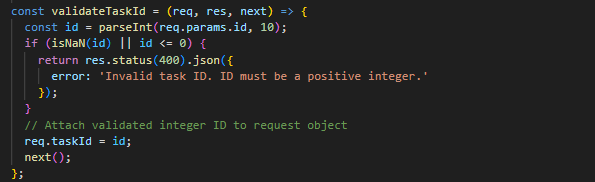 const validateTaskId = (req, res, next) => {
  const id = parseInt(req.params.id, 10);
  if (isNaN(id) || id <= 0) {
    return res.status(400).json({
      error: 'Invalid task ID. ID must be a positive integer.'
    });
  }
  // Attach validated integer ID to request object
  req.taskId = id;
  next();
};